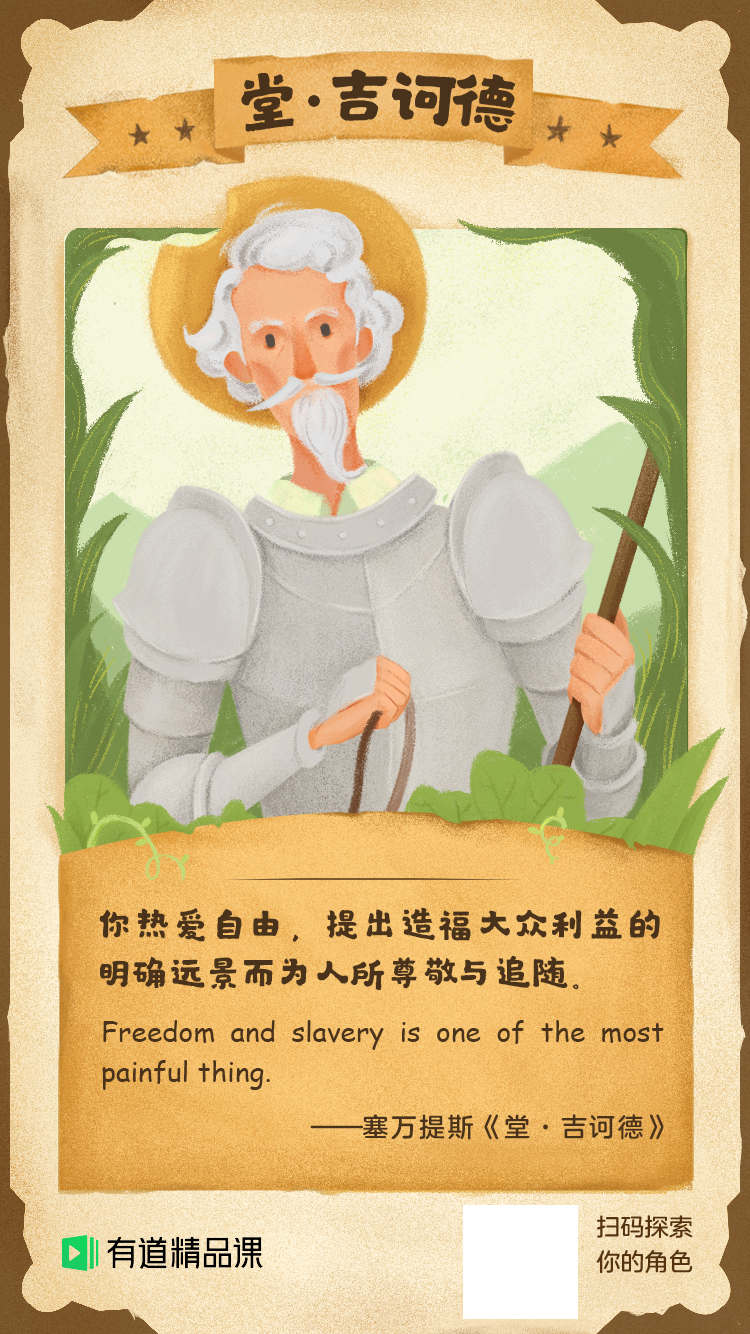 堂·吉诃德
你热爱自由，提出造福大众利益的
明确远景而为人所尊敬与追随。
Freedom and slavery is one of the most
painful thing.
——塞万提斯《堂·吉诃德》
有道精品课
扫码探索
你的角色